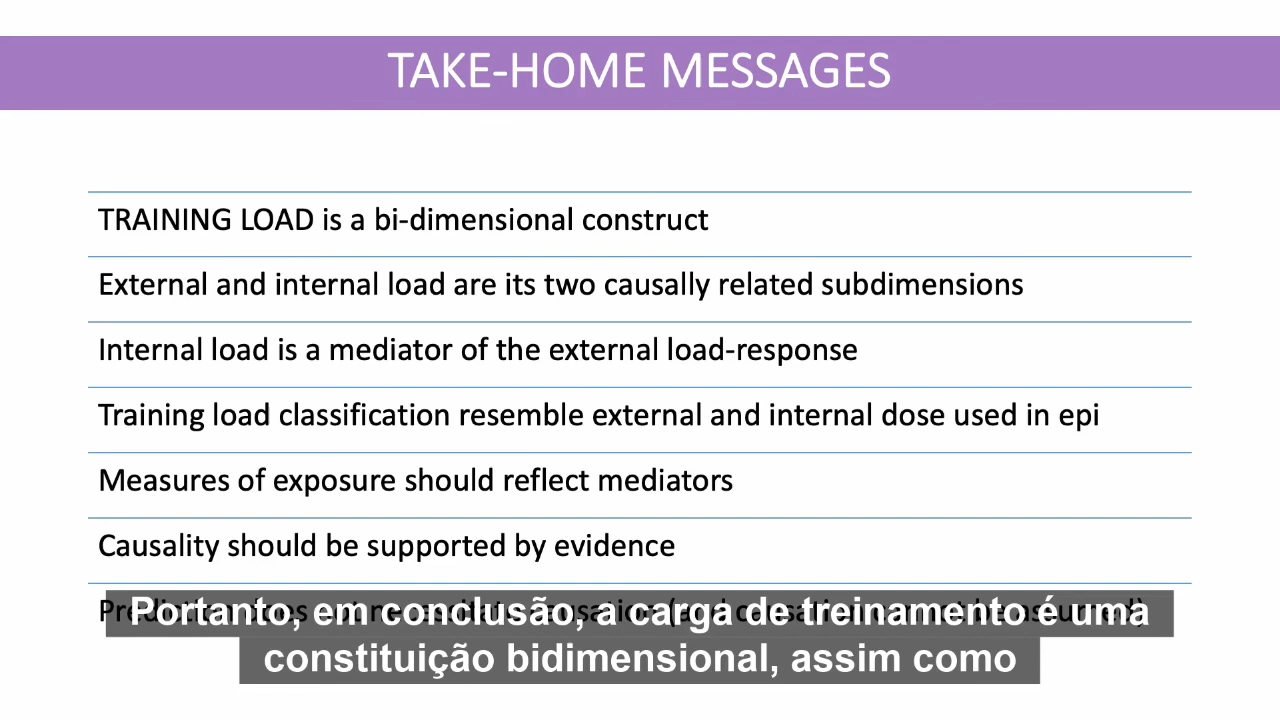 TAKE-HOME MESSAGES
TRAINING LOAD is a bi-dimensional construct
External and internal load are its two causally related subdimensions
Internal load is a mediator of the external load-response
Training load classification resemble external and internal dose used in epi
Measures of exposure should reflect mediators
Causality should be supported by evidence
Portanto, em conclusão, a carga de treinamento é uma
constituição bidimensional, assim como